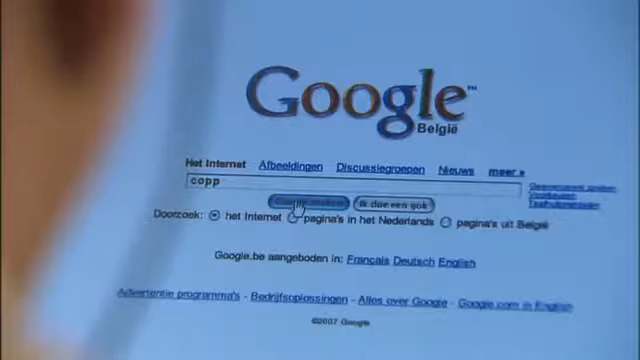 Google™
België
Het Internet Afbeeldingen Discussiegroepen Nieuws meer »
copp
Google zoeken Ik doe een gok
Doorzoek: het Internet pagina's in het Nederlands pagina's uit België
Google.be aangeboden in: Français Deutsch English
Advertentie programma's - Bedrijfsoplossingen - Alles over Google - Google.com in English
©2007 Google